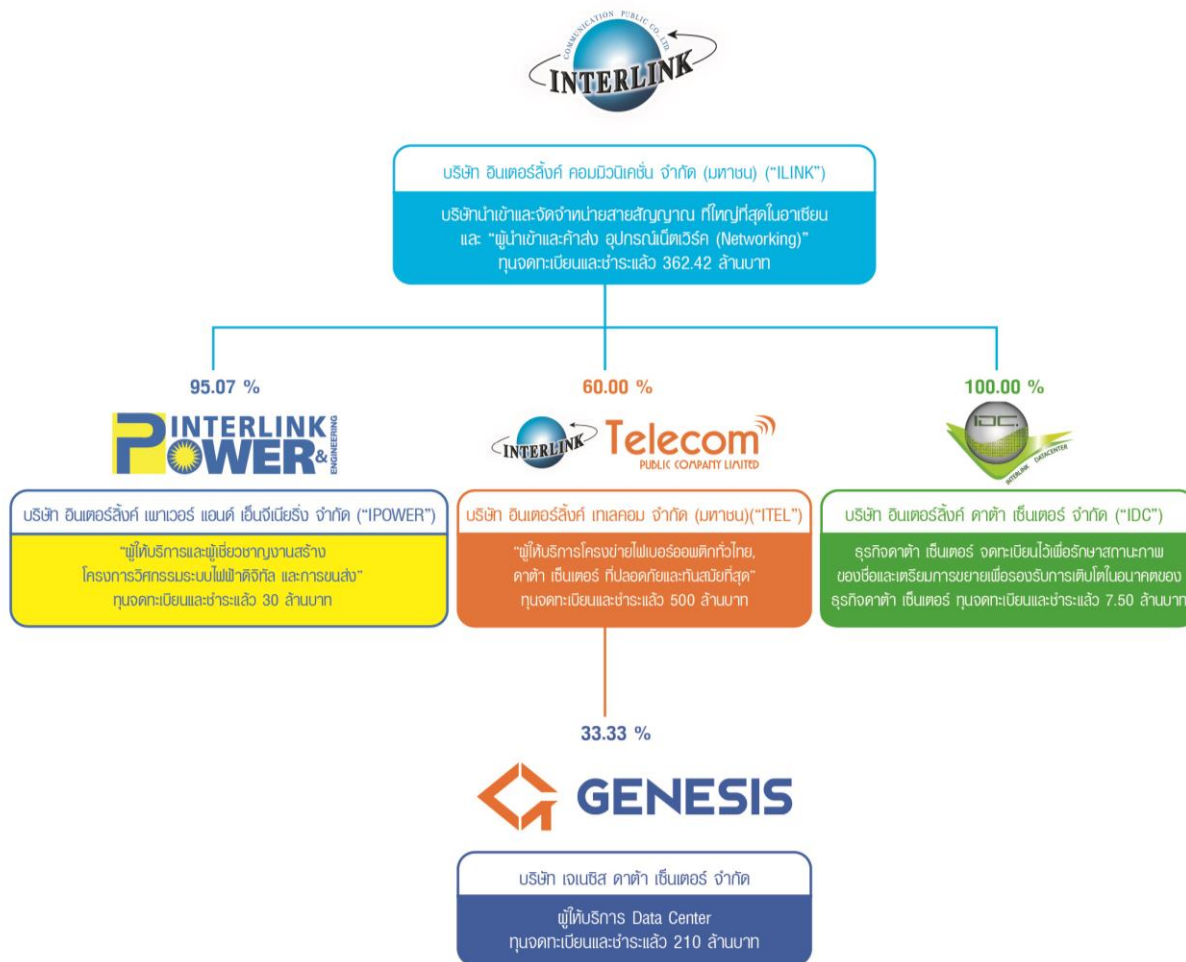 COMMUNICATION PUBLIC CO.,LTD.
INTERLINK
บริษัท อินเตอร์ลิ้งค์ คอมมิวนิเคชั่น จำกัด (มหาชน) ("ILINK")
บริษัทนำเข้าและจัดจำหน่ายสายสัญญาณ ที่ใหญ่ที่สุดในอาเซียน
และ "ผู้นำเข้าและค้าส่ง อุปกรณ์เน็ตเวิร์ค (Networking)"
ทุนจดทะเบียนและชำระแล้ว 362.42 ล้านบาท
95.07 %
INTERLINK
POWER & ENGINEERING
บริษัท อินเตอร์ลิ้งค์ เพาเวอร์ แอนด์ เอ็นจีเนียริ่ง จำกัด ("IPOWER")
"ผู้ให้บริการและผู้เชี่ยวชาญงานสร้าง
โครงการวิศกรรมระบบไฟฟ้าดิจิทัล และการขนส่ง"
ทุนจดทะเบียนและชำระแล้ว 30 ล้านบาท
60.00 %
INTERLINK
Telecom
PUBLIC COMPANY LIMITED
บริษัท อินเตอร์ลิ้งค์ เทเลคอม จำกัด (มหาชน)("ITEL")
"ผู้ให้บริการโครงข่ายไฟเบอร์ออพติกทั่วไทย,
ดาต้า เซ็นเตอร์ ที่ปลอดภัยและทันสมัยที่สุด"
ทุนจดทะเบียนและชำระแล้ว 500 ล้านบาท
100.00 %
IDC.
INTERLINK DATACENTER
บริษัท อินเตอร์ลิ้งค์ ดาต้า เซ็นเตอร์ จำกัด ("IDC")
ธุรกิจดาต้า เซ็นเตอร์ จดทะเบียนไว้เพื่อรักษาสถานะภาพ
ของชื่อและเตรียมการขยายเพื่อรองรับการเติบโตในอนาคตของ
ธุรกิจดาต้า เซ็นเตอร์ ทุนจดทะเบียนและชำระแล้ว 7.50 ล้านบาท
33.33 %
GENESIS
บริษัท เจเนซิส ดาต้า เซ็นเตอร์ จำกัด
ผู้ให้บริการ Data Center
ทุนจดทะเบียนและชำระแล้ว 210 ล้านบาท